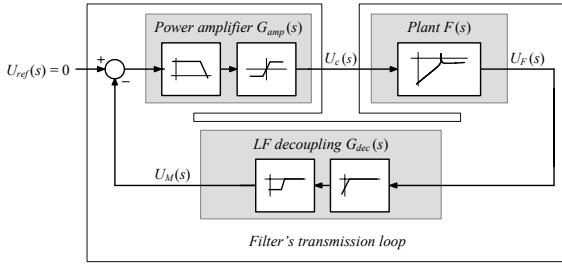 Power amplifier G_amp(s)
Plant F(s)
U_ref(s) = 0
+
−
U_c(s)
U_F(s)
LF decoupling G_dec(s)
U_M(s)
Filter's transmission loop